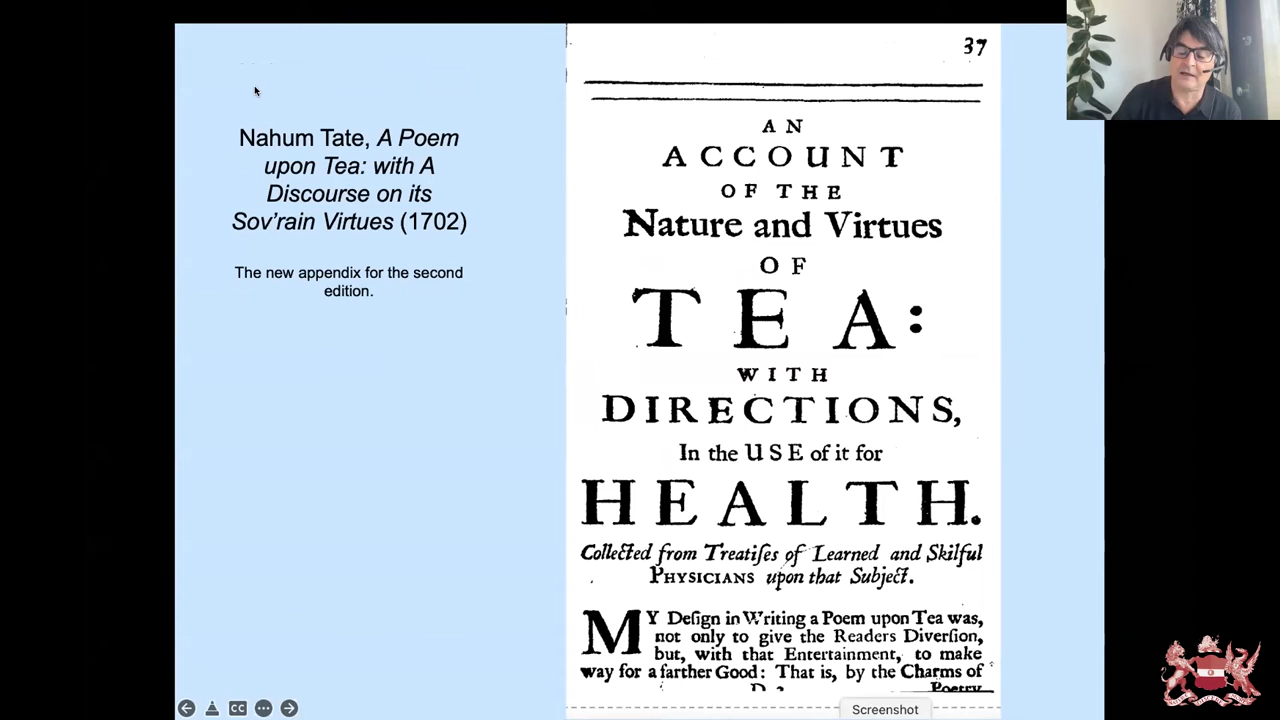 Nahum Tate, A Poem
upon Tea: with A
Discourse on its
Sov'rain Virtues (1702)
The new appendix for the second
edition.
37
AN
ACCOUNT
OF THE
Nature and Virtues
OF
TEA:
WITH
DIRECTIONS,
In the USE of it for
HEALTH.
Collected from Treatiſes of Learned and Skilful
PHYSICIANS upon that Subject.
MY Deſign in Writing a Poem upon Tea was,
not only to give the Readers Diverſion,
but, with that Entertainment, to make
way for a farther Good: That is, by the Charms of
Poetry
CC
Screenshot